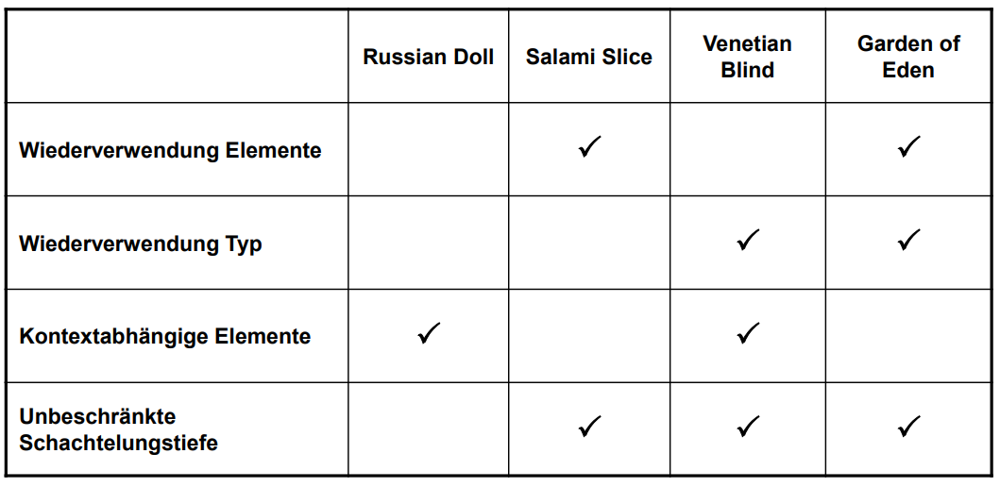 Russian Doll Salami Slice Venetian Blind Garden of Eden
Wiederverwendung Elemente ✓ ✓
Wiederverwendung Typ ✓ ✓
Kontextabhängige Elemente ✓ ✓
Unbeschränkte
Schachtelungstiefe ✓ ✓ ✓